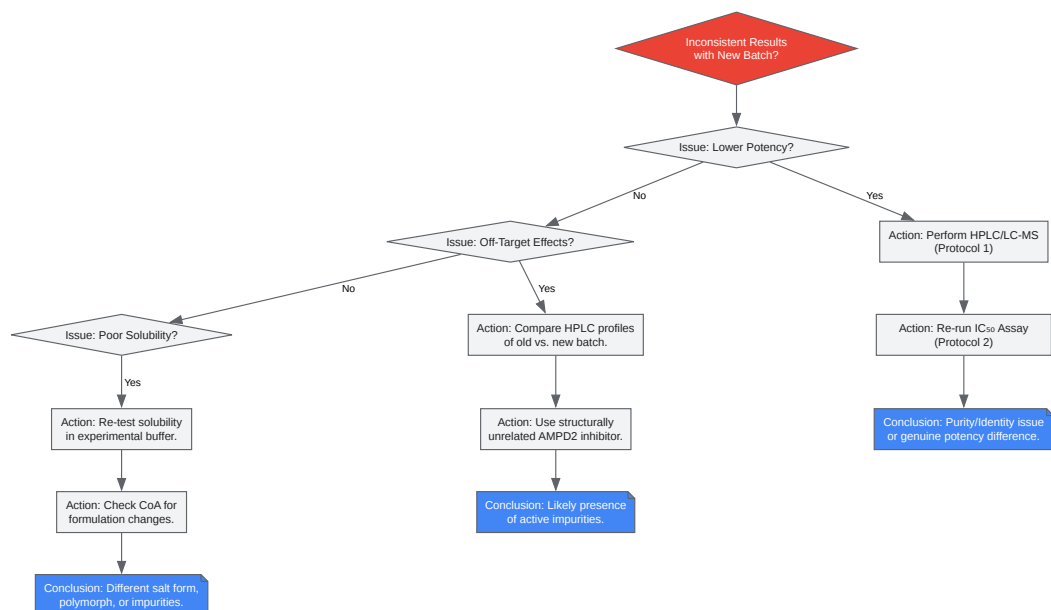 Inconsistent Results
with New Batch?
Issue: Lower Potency?
No
Yes
Issue: Off-Target Effects?
Action: Perform HPLC/LC-MS
(Protocol 1)
No
Yes
Issue: Poor Solubility?
Action: Compare HPLC profiles
of old vs. new batch.
Action: Re-run IC₅₀ Assay
(Protocol 2)
Yes
Action: Re-test solubility
in experimental buffer.
Action: Use structurally
unrelated AMPD2 inhibitor.
Conclusion: Purity/Identity issue
or genuine potency difference.
Action: Check CoA for
formulation changes.
Conclusion: Likely presence
of active impurities.
Conclusion: Different salt form,
polymorph, or impurities.